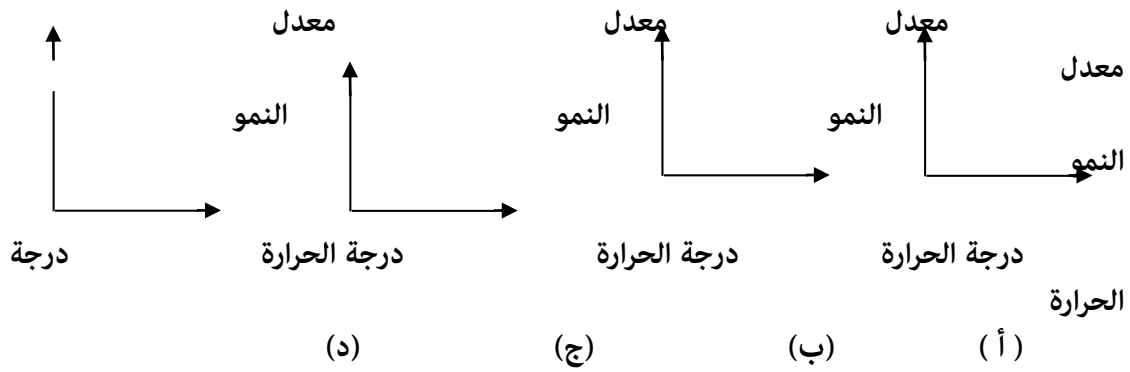 معدل معدل معدل
معدل
النمو النمو النمو
النمو
درجة الحرارة درجة الحرارة درجة الحرارة درجة
الحرارة
( أ ) (ب) (ج) (د)